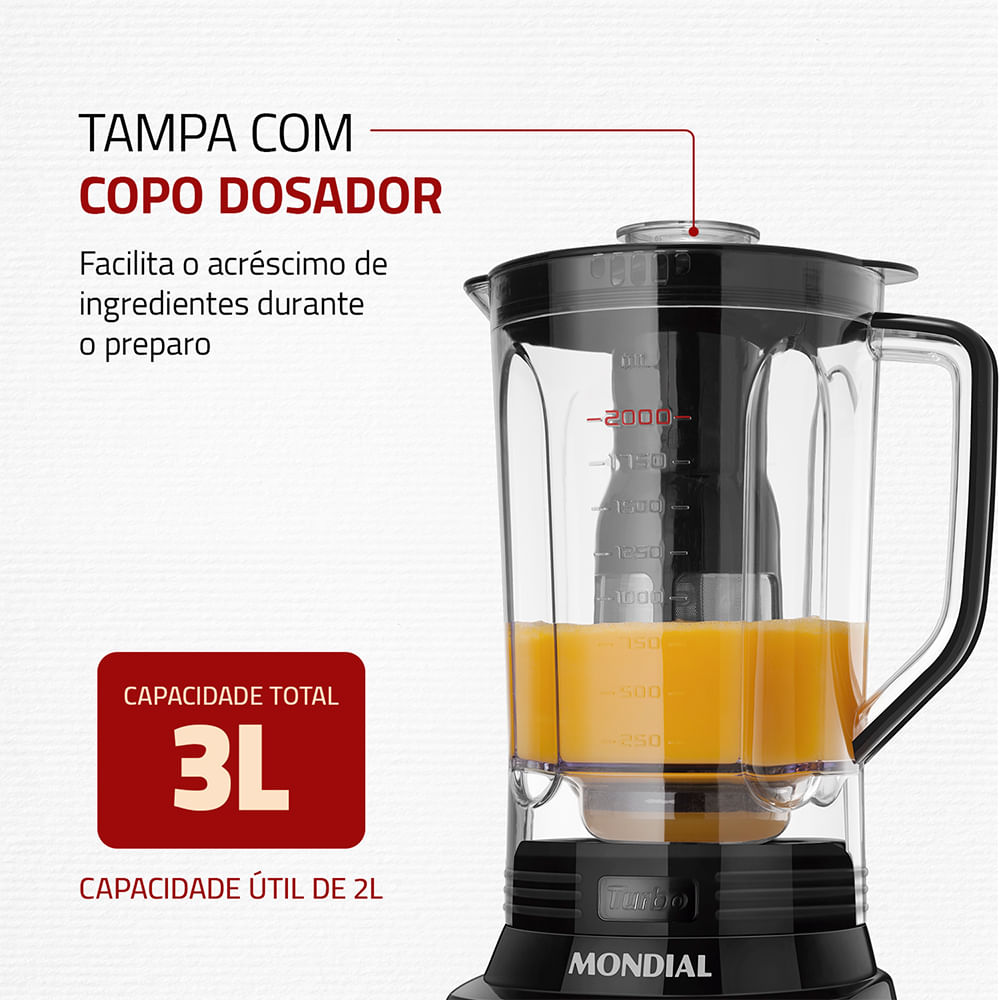 TAMPA COM
COPO DOSADOR
Facilita o acréscimo de
ingredientes durante
o preparo
2000
1750
1500
1250
1000
750
500
250
CAPACIDADE TOTAL
3L
CAPACIDADE ÚTIL DE 2L
Turbo
MONDIAL